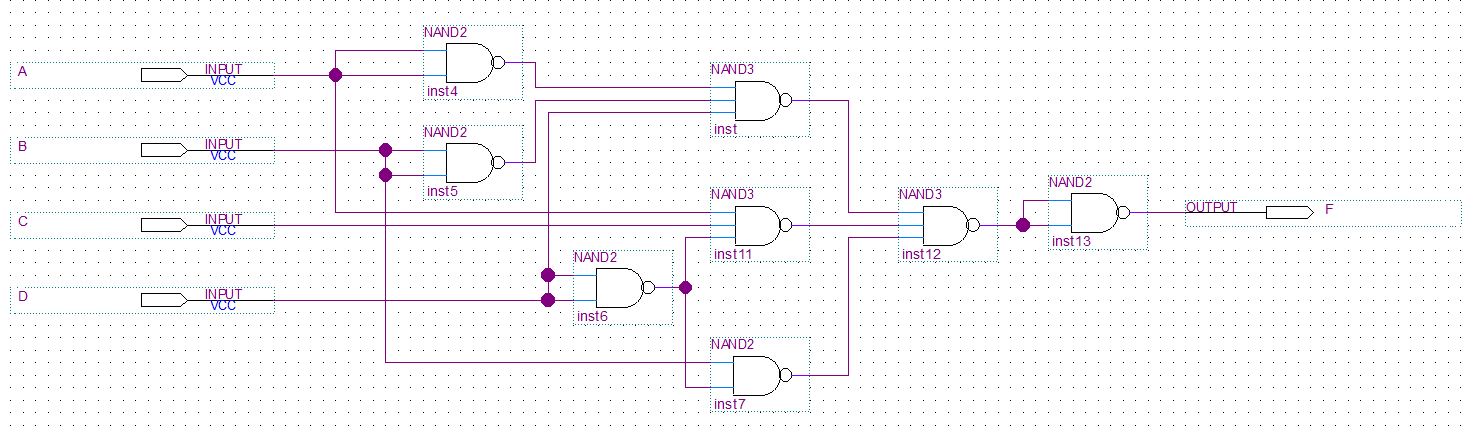 NAND2
inst4
A
INPUT
VCC
NAND3
inst
NAND2
inst5
B
INPUT
VCC
NAND3
inst11
NAND3
inst12
NAND2
inst13
OUTPUT
F
C
INPUT
VCC
NAND2
inst6
D
INPUT
VCC
NAND2
inst7